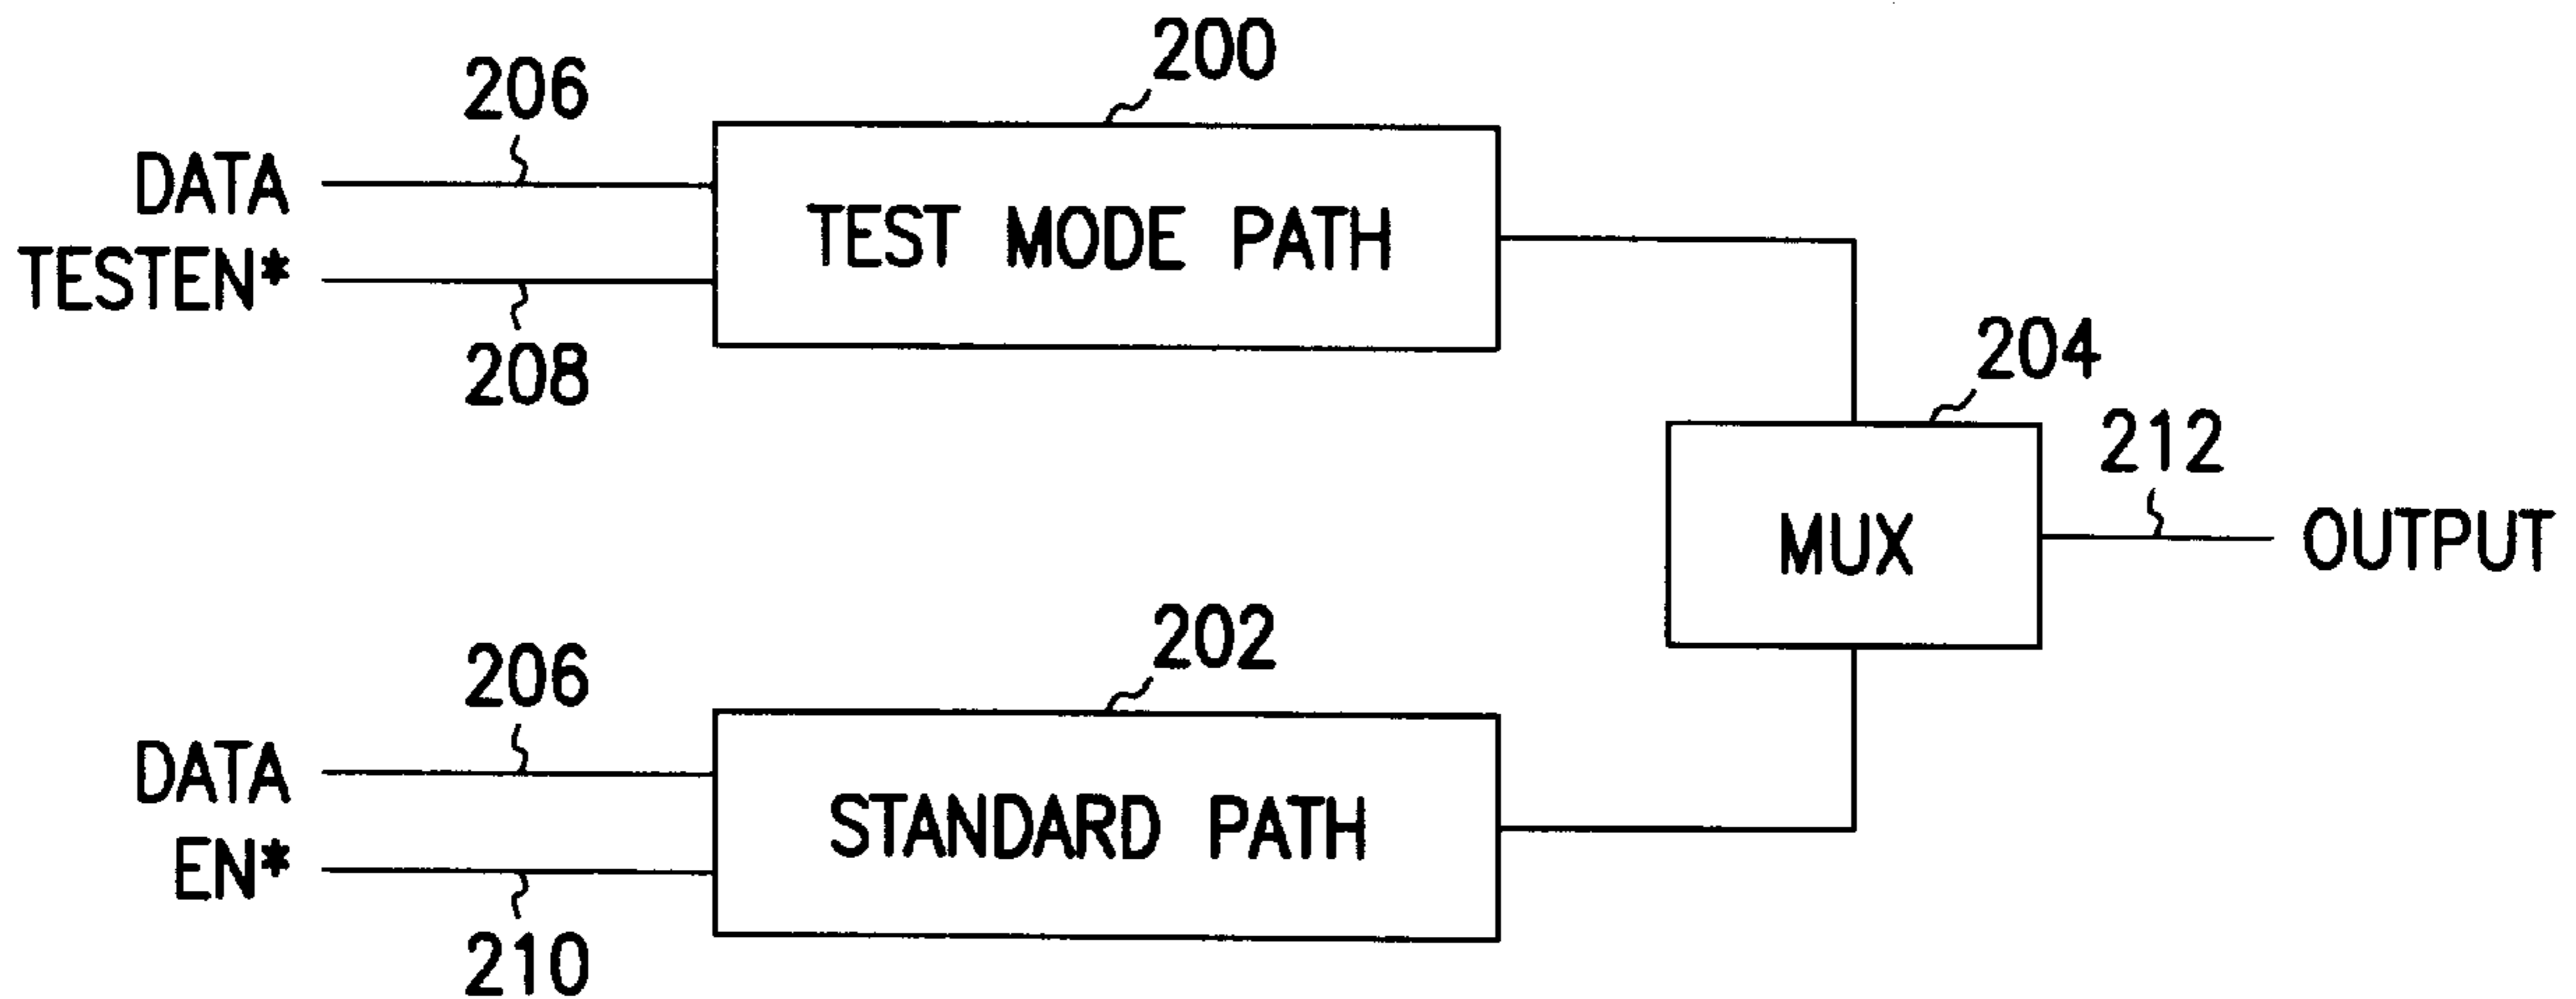 200
206
DATA
TEST MODE PATH
TESTEN*
208
204
212
MUX
OUTPUT
202
206
DATA
STANDARD PATH
EN*
210